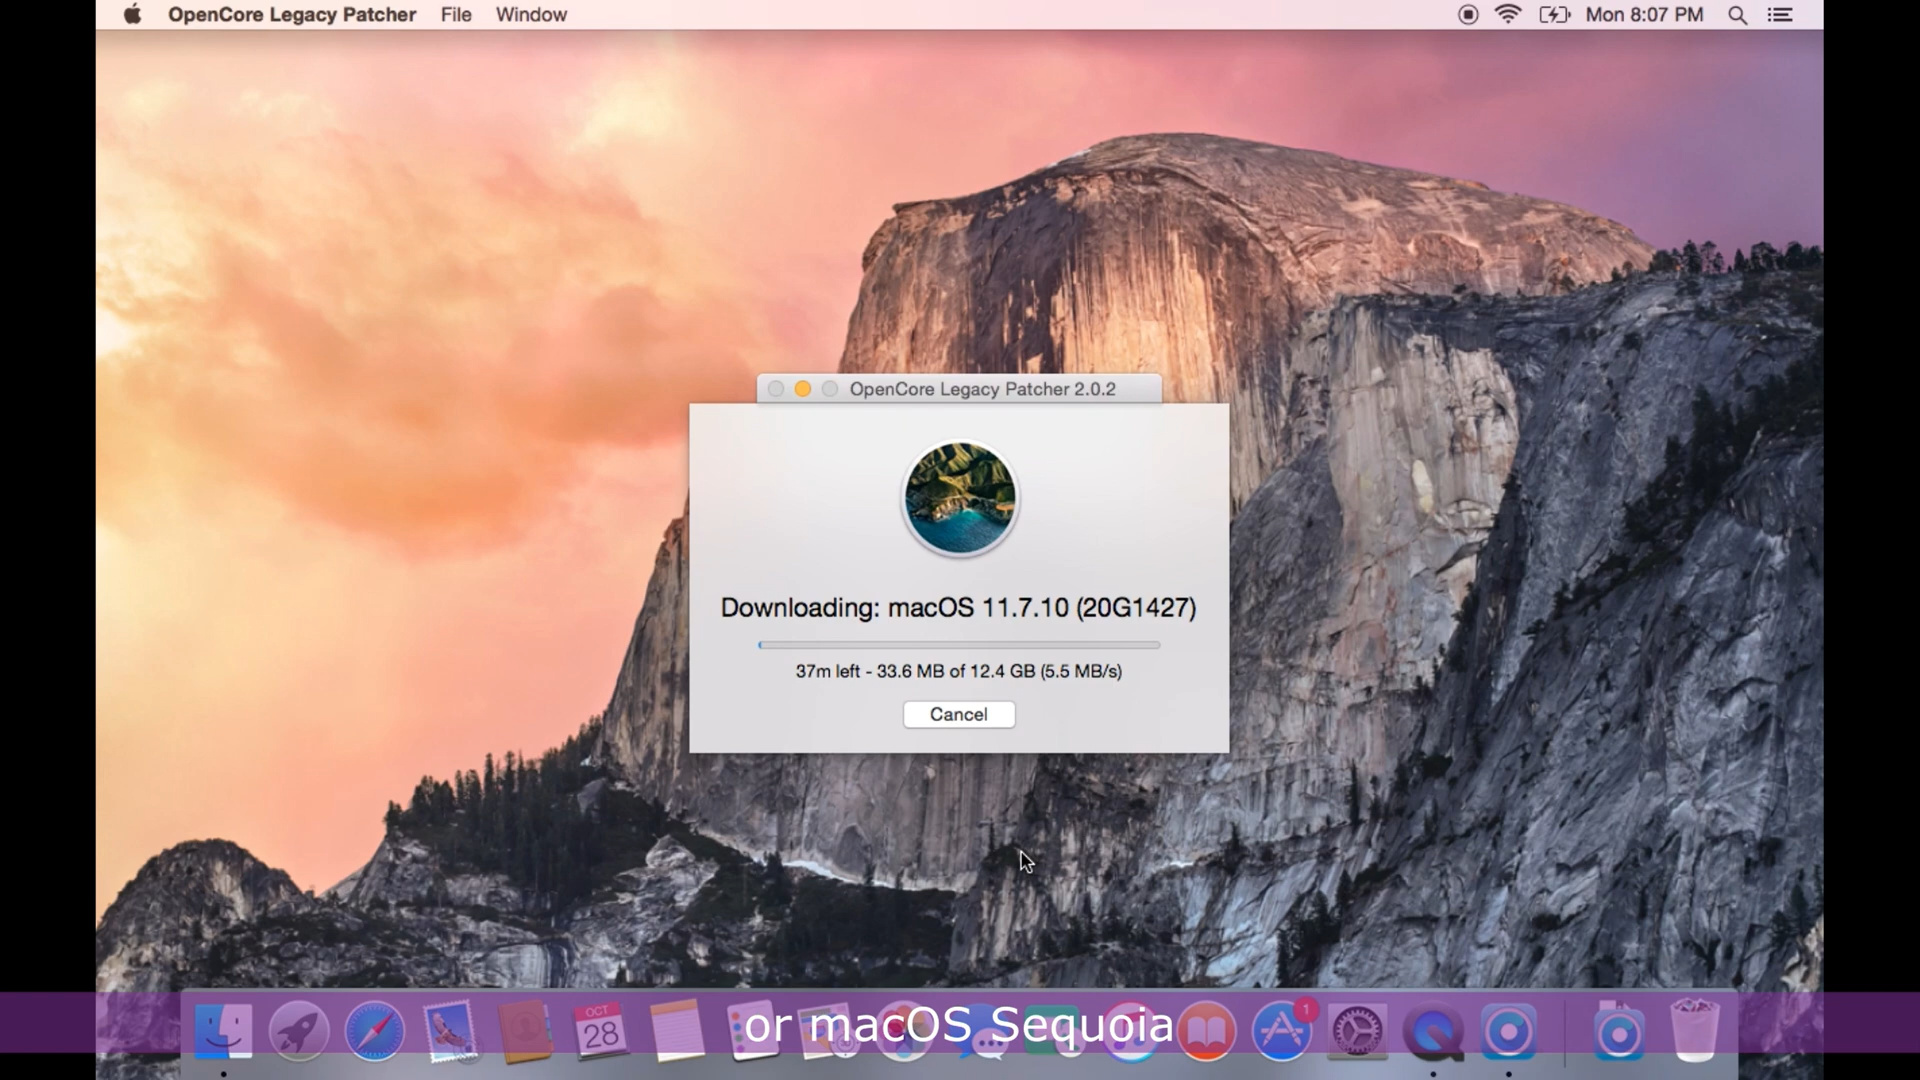 OpenCore Legacy Patcher File Window Mon 8:07 PM
OpenCore Legacy Patcher 2.0.2
Downloading: macOS 11.7.10 (20G1427)
37m left - 33.6 MB of 12.4 GB (5.5 MB/s)
Cancel
OCT
28
1
or macOS Sequoia